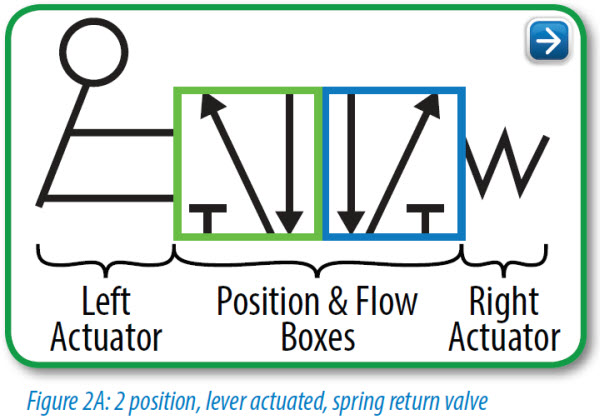 Left
Actuator
Position & Flow
Boxes
Right
Actuator
Figure 2A: 2 position, lever actuated, spring return valve